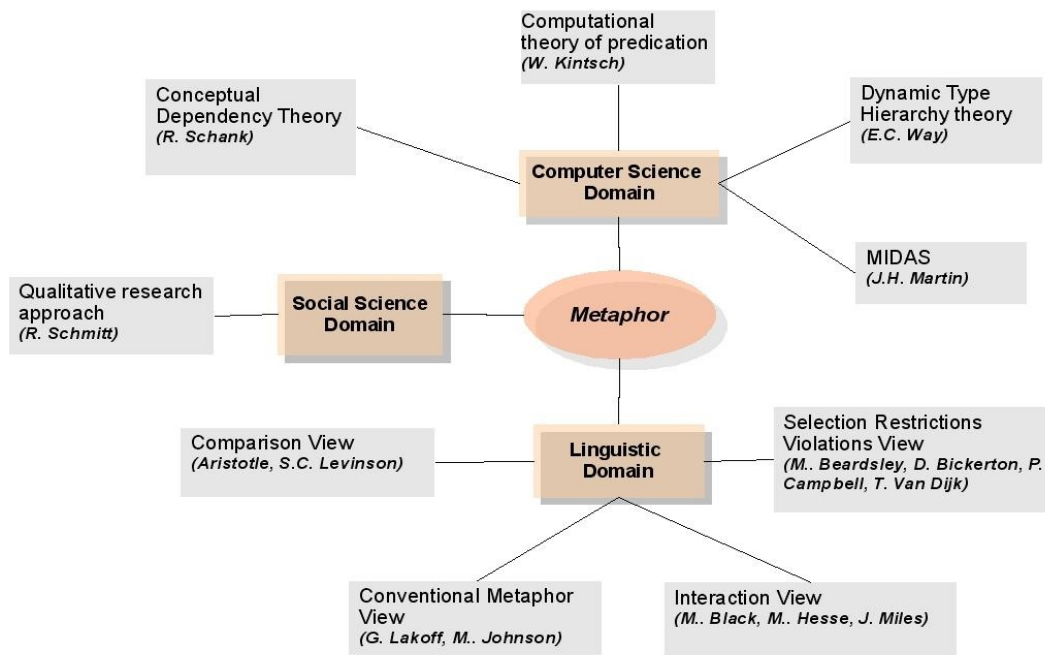 Computational
theory of predication
(W. Kintsch)
Conceptual
Dependency Theory
(R. Schank)
Dynamic Type
Hierarchy theory
(E.C. Way)
Computer Science
Domain
MIDAS
(J.H. Martin)
Qualitative research
approach
(R. Schmitt)
Social Science
Domain
Metaphor
Comparison View
(Aristotle, S.C. Levinson)
Linguistic
Domain
Selection Restrictions
Violations View
(M.. Beardsley, D. Bickerton, P.
Campbell, T. Van Dijk)
Conventional Metaphor
View
(G. Lakoff, M.. Johnson)
Interaction View
(M.. Black, M.. Hesse, J. Miles)